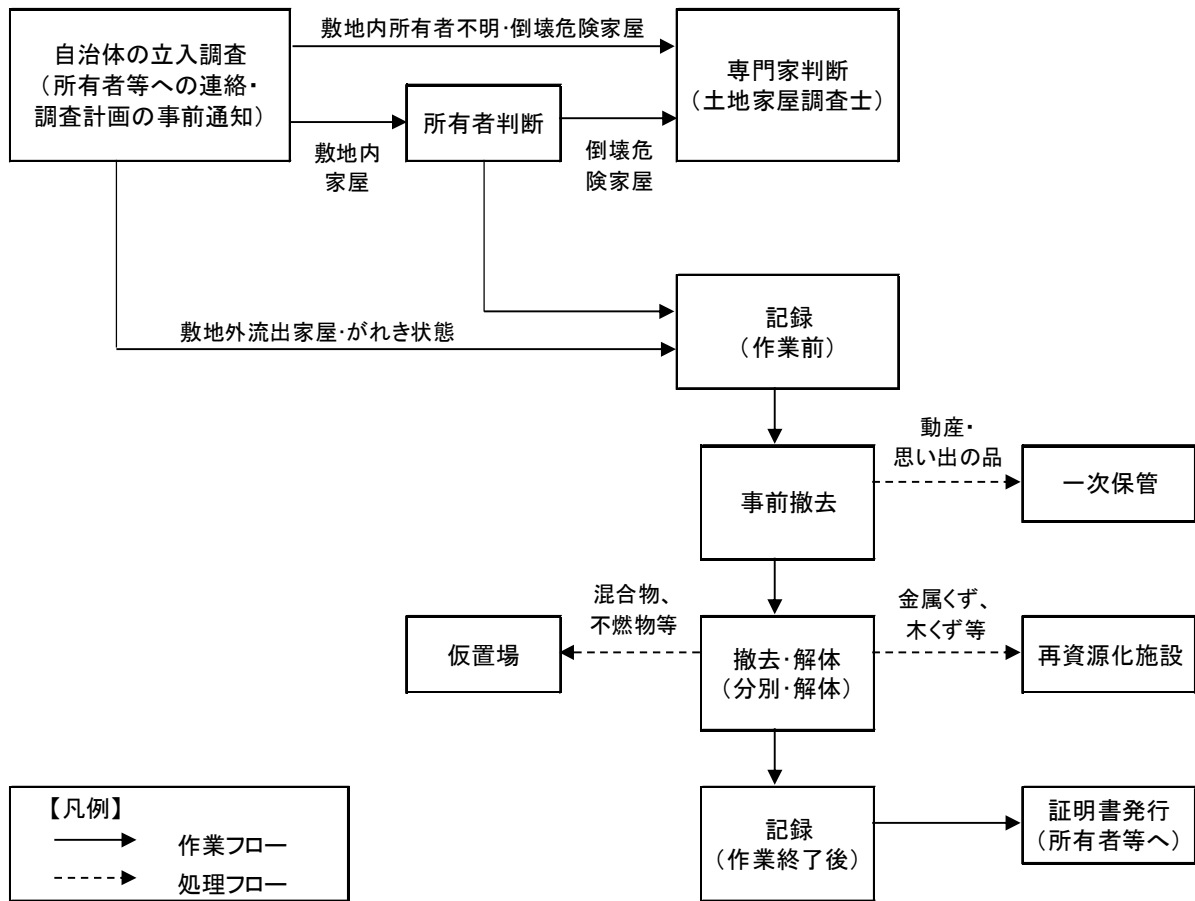 敷地内所有者不明・倒壊危険家屋
自治体の立入調査
（所有者等への連絡・
調査計画の事前通知）
専門家判断
（土地家屋調査士）
所有者判断
敷地内
家屋
倒壊危
険家屋
記録
（作業前）
敷地外流出家屋・がれき状態
動産・
思い出の品
事前撤去
一次保管
混合物、
不燃物等
金属くず、
木くず等
仮置場
撤去・解体
（分別・解体）
再資源化施設
【凡例】
作業フロー
処理フロー
記録
（作業終了後）
証明書発行
（所有者等へ）